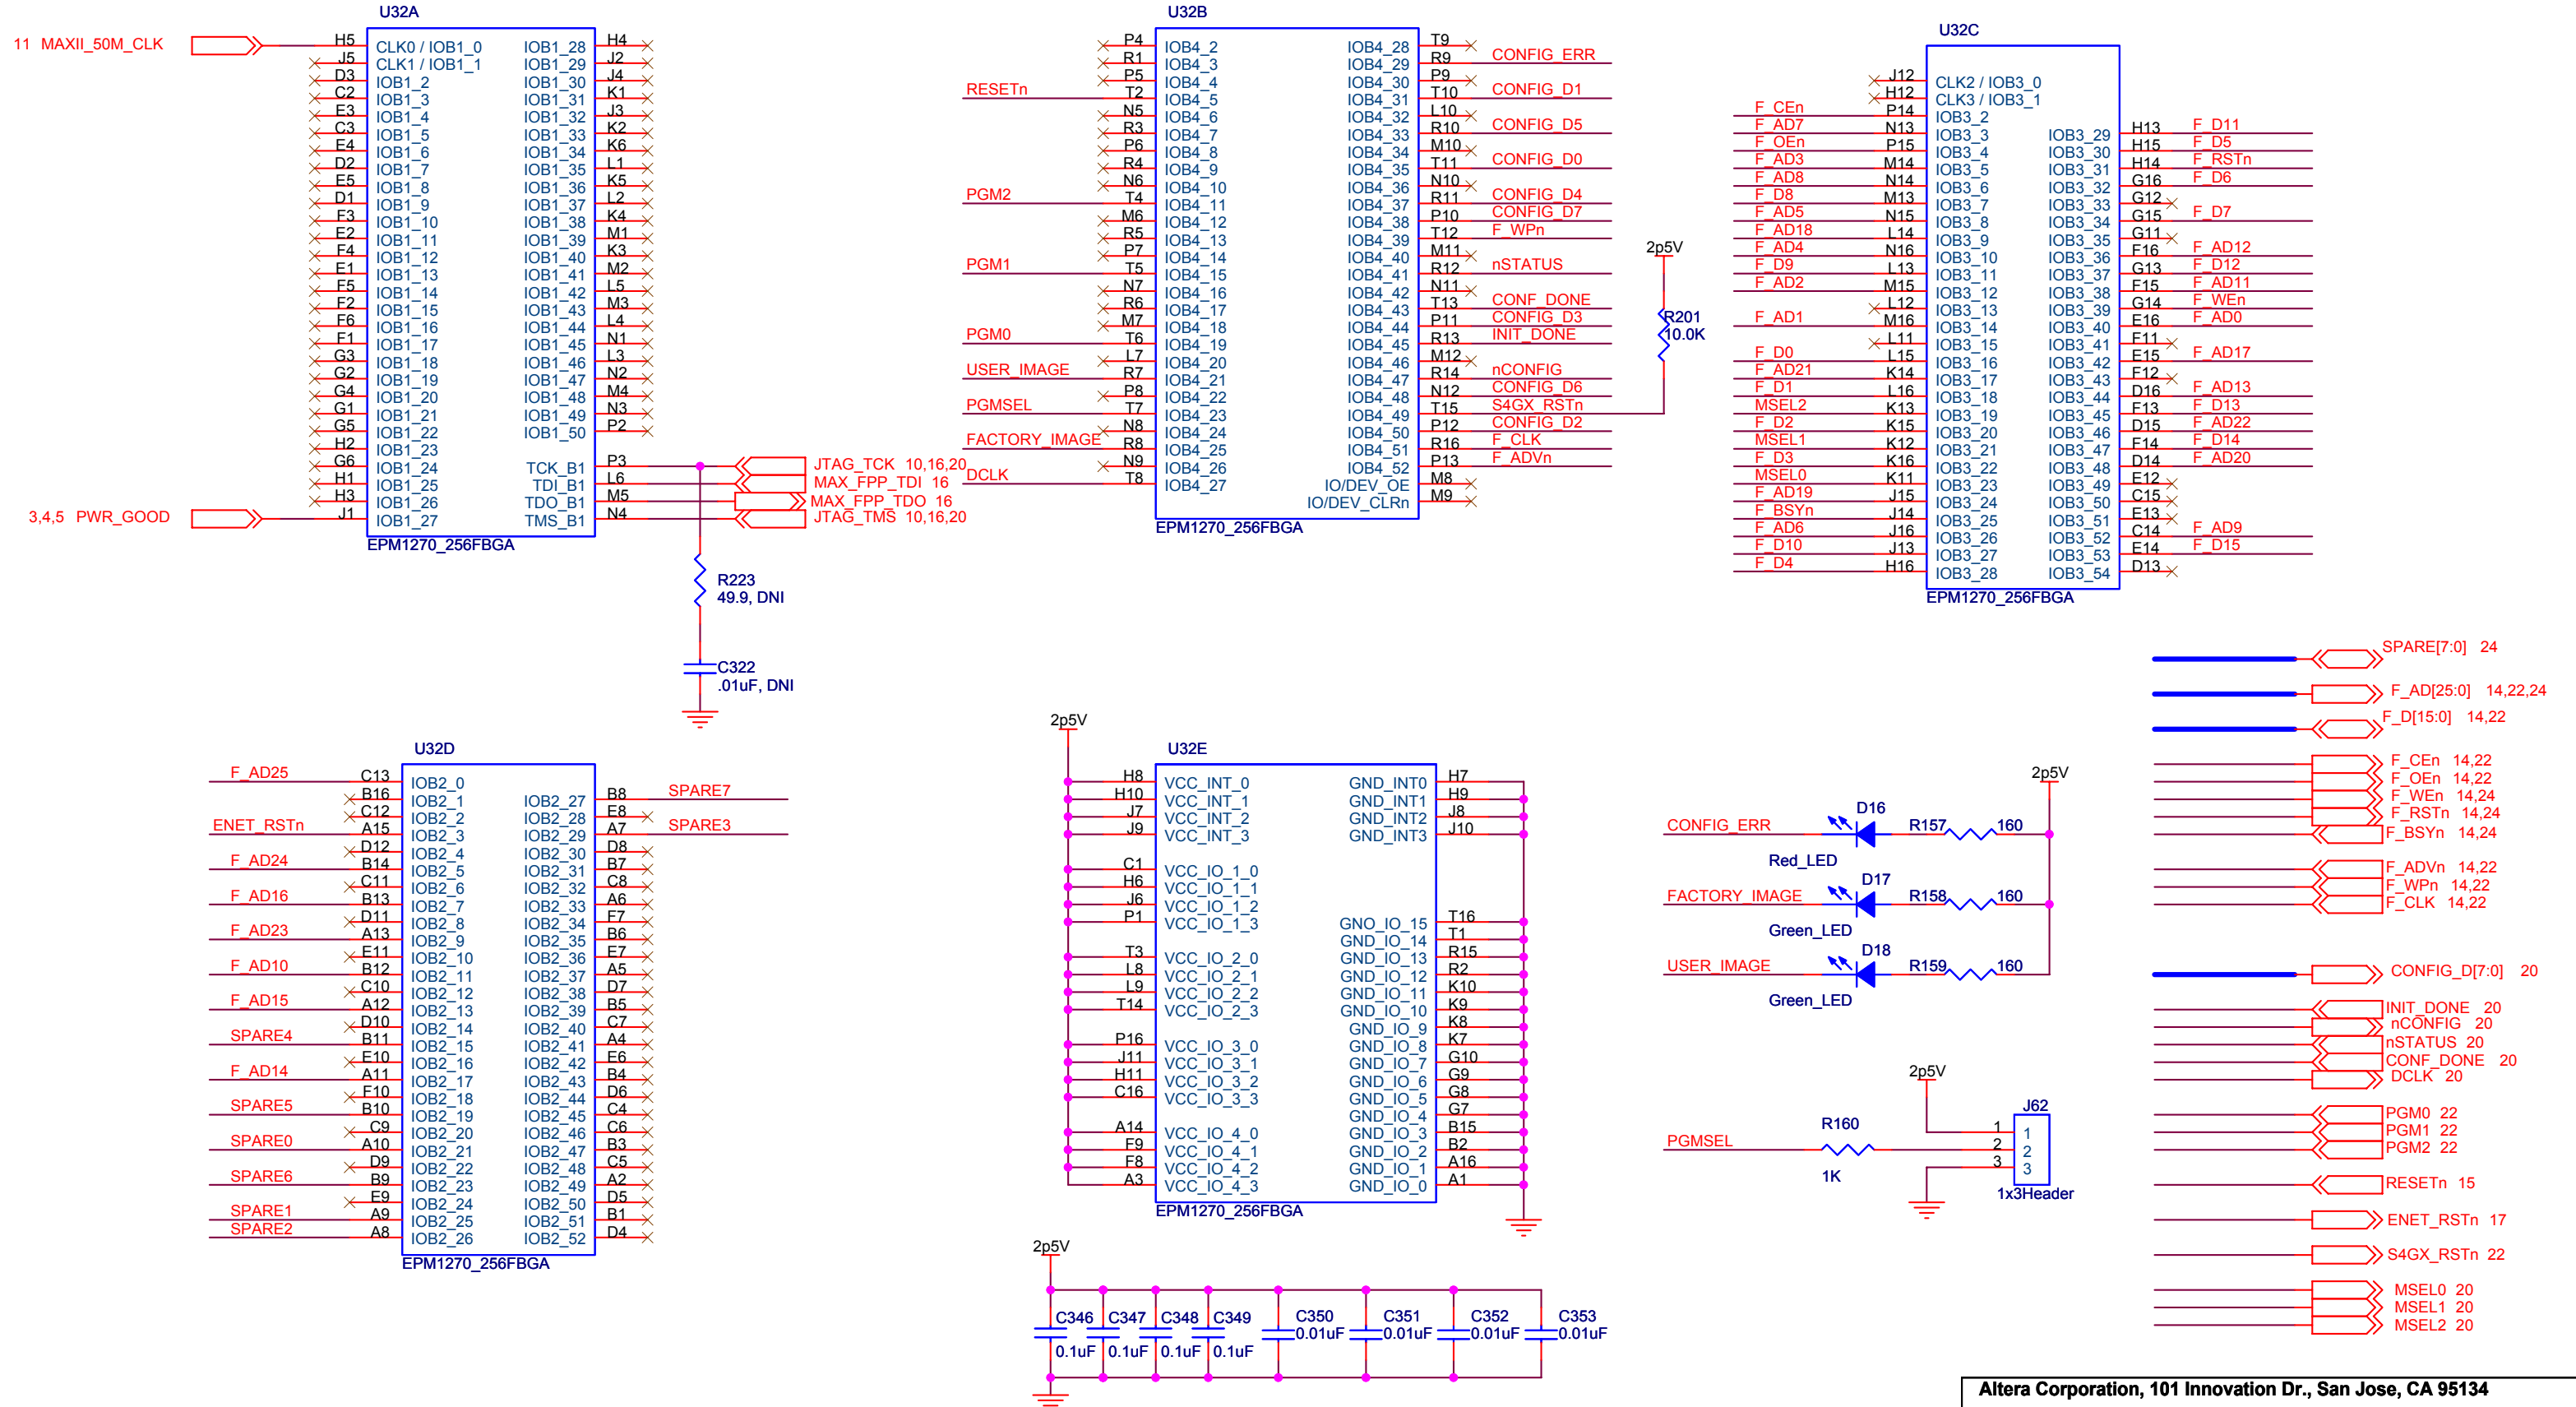 U32A
11 MAXII_50M_CLK H5 CLK0 / IOB1_0 IOB1_28 H4
J5 CLK1 / IOB1_1 IOB1_29 J2
D3 IOB1_2 IOB1_30 J4
C2 IOB1_3 IOB1_31 K1
E3 IOB1_4 IOB1_32 J3
C3 IOB1_5 IOB1_33 K2
E4 IOB1_6 IOB1_34 K6
D2 IOB1_7 IOB1_35 L1
E5 IOB1_8 IOB1_36 K5
D1 IOB1_9 IOB1_37 L2
F3 IOB1_10 IOB1_38 K4
E2 IOB1_11 IOB1_39 M1
F4 IOB1_12 IOB1_40 K3
E1 IOB1_13 IOB1_41 M2
F5 IOB1_14 IOB1_42 L5
F2 IOB1_15 IOB1_43 M3
F6 IOB1_16 IOB1_44 L4
F1 IOB1_17 IOB1_45 N1
G3 IOB1_18 IOB1_46 L3
G2 IOB1_19 IOB1_47 N2
G4 IOB1_20 IOB1_48 M4
G1 IOB1_21 IOB1_49 N3
G5 IOB1_22 IOB1_50 P2
H2 IOB1_23
G6 IOB1_24 TCK_B1 P3 JTAG_TCK 10,16,20
H1 IOB1_25 TDI_B1 L6 MAX_FPP_TDI 16
H3 IOB1_26 TDO_B1 M5 MAX_FPP_TDO 16
3,4,5 PWR_GOOD J1 IOB1_27 TMS_B1 N4 JTAG_TMS 10,16,20
EPM1270_256FBGA
R223
49.9, DNI
C322
.01uF, DNI
U32B
P4 IOB4_2 IOB4_28 T9
R1 IOB4_3 IOB4_29 R9 CONFIG_ERR
P5 IOB4_4 IOB4_30 P9
RESETn T2 IOB4_5 IOB4_31 T10 CONFIG_D1
N5 IOB4_6 IOB4_32 L10
R3 IOB4_7 IOB4_33 R10 CONFIG_D5
P6 IOB4_8 IOB4_34 M10
R4 IOB4_9 IOB4_35 T11 CONFIG_D0
N6 IOB4_10 IOB4_36 N10
PGM2 T4 IOB4_11 IOB4_37 R11 CONFIG_D4
M6 IOB4_12 IOB4_38 P10 CONFIG_D7
R5 IOB4_13 IOB4_39 T12 F_WPn
P7 IOB4_14 IOB4_40 M11
PGM1 T5 IOB4_15 IOB4_41 R12 nSTATUS
N7 IOB4_16 IOB4_42 N11
R6 IOB4_17 IOB4_43 T13 CONF_DONE
M7 IOB4_18 IOB4_44 P11 CONFIG_D3
PGM0 T6 IOB4_19 IOB4_45 R13 INIT_DONE
L7 IOB4_20 IOB4_46 M12
USER_IMAGE R7 IOB4_21 IOB4_47 R14 nCONFIG
P8 IOB4_22 IOB4_48 N12 CONFIG_D6
PGMSEL T7 IOB4_23 IOB4_49 T15 S4GX_RSTn
N8 IOB4_24 IOB4_50 P12 CONFIG_D2
FACTORY_IMAGE R8 IOB4_25 IOB4_51 R16 F_CLK
N9 IOB4_26 IOB4_52 P13 F_ADVn
DCLK T8 IOB4_27 IO/DEV_OE M8
IO/DEV_CLRn M9
EPM1270_256FBGA
2p5V
R201
10.0K
U32C
J12 CLK2 / IOB3_0
H12 CLK3 / IOB3_1
F_CEn P14 IOB3_2
F_AD7 N13 IOB3_3 IOB3_29 H13 F_D11
F_OEn P15 IOB3_4 IOB3_30 H15 F_D5
F_AD3 M14 IOB3_5 IOB3_31 H14 F_RSTn
F_AD8 N14 IOB3_6 IOB3_32 G16 F_D6
F_D8 M13 IOB3_7 IOB3_33 G12
F_AD5 N15 IOB3_8 IOB3_34 G15 F_D7
F_AD18 L14 IOB3_9 IOB3_35 G11
F_AD4 N16 IOB3_10 IOB3_36 F16 F_AD12
F_D9 L13 IOB3_11 IOB3_37 G13 F_D12
F_AD2 M15 IOB3_12 IOB3_38 F15 F_AD11
L12 IOB3_13 IOB3_39 G14 F_WEn
F_AD1 M16 IOB3_14 IOB3_40 E16 F_AD0
L11 IOB3_15 IOB3_41 F11
F_D0 L15 IOB3_16 IOB3_42 E15 F_AD17
F_AD21 K14 IOB3_17 IOB3_43 F12
F_D1 L16 IOB3_18 IOB3_44 D16 F_AD13
MSEL2 K13 IOB3_19 IOB3_45 F13 F_D13
F_D2 K15 IOB3_20 IOB3_46 D15 F_AD22
MSEL1 K12 IOB3_21 IOB3_47 F14 F_D14
F_D3 K16 IOB3_22 IOB3_48 D14 F_AD20
MSEL0 K11 IOB3_23 IOB3_49 E12
F_AD19 J15 IOB3_24 IOB3_50 C15
F_BSYn J14 IOB3_25 IOB3_51 E13
F_AD6 J16 IOB3_26 IOB3_52 C14 F_AD9
F_D10 J13 IOB3_27 IOB3_53 E14 F_D15
F_D4 H16 IOB3_28 IOB3_54 D13
EPM1270_256FBGA
U32D
F_AD25 C13 IOB2_0
B16 IOB2_1 IOB2_27 B8 SPARE7
C12 IOB2_2 IOB2_28 E8
ENET_RSTn A15 IOB2_3 IOB2_29 A7 SPARE3
D12 IOB2_4 IOB2_30 D8
F_AD24 B14 IOB2_5 IOB2_31 B7
C11 IOB2_6 IOB2_32 C8
F_AD16 B13 IOB2_7 IOB2_33 A6
D11 IOB2_8 IOB2_34 F7
F_AD23 A13 IOB2_9 IOB2_35 B6
E11 IOB2_10 IOB2_36 E7
F_AD10 B12 IOB2_11 IOB2_37 A5
C10 IOB2_12 IOB2_38 D7
F_AD15 A12 IOB2_13 IOB2_39 B5
D10 IOB2_14 IOB2_40 C7
SPARE4 B11 IOB2_15 IOB2_41 A4
E10 IOB2_16 IOB2_42 E6
F_AD14 A11 IOB2_17 IOB2_43 B4
F10 IOB2_18 IOB2_44 D6
SPARE5 B10 IOB2_19 IOB2_45 C4
C9 IOB2_20 IOB2_46 C6
SPARE0 A10 IOB2_21 IOB2_47 B3
D9 IOB2_22 IOB2_48 C5
SPARE6 B9 IOB2_23 IOB2_49 A2
E9 IOB2_24 IOB2_50 D5
SPARE1 A9 IOB2_25 IOB2_51 B1
SPARE2 A8 IOB2_26 IOB2_52 D4
EPM1270_256FBGA
2p5V
U32E
H8 VCC_INT_0 GND_INT0 H7
H10 VCC_INT_1 GND_INT1 H9
J7 VCC_INT_2 GND_INT2 J8
J9 VCC_INT_3 GND_INT3 J10
C1 VCC_IO_1_0
H6 VCC_IO_1_1
J6 VCC_IO_1_2
P1 VCC_IO_1_3 GNO_IO_15 T16
GND_IO_14 T1
T3 VCC_IO_2_0 GND_IO_13 R15
L8 VCC_IO_2_1 GND_IO_12 R2
L9 VCC_IO_2_2 GND_IO_11 K10
T14 VCC_IO_2_3 GND_IO_10 K9
GND_IO_9 K8
P16 VCC_IO_3_0 GND_IO_8 K7
J11 VCC_IO_3_1 GND_IO_7 G10
H11 VCC_IO_3_2 GND_IO_6 G9
C16 VCC_IO_3_3 GND_IO_5 G8
GND_IO_4 G7
A14 VCC_IO_4_0 GND_IO_3 B15
F9 VCC_IO_4_1 GND_IO_2 B2
F8 VCC_IO_4_2 GND_IO_1 A16
A3 VCC_IO_4_3 GND_IO_0 A1
EPM1270_256FBGA
2p5V
C346 C347 C348 C349 C350 C351 C352 C353
0.1uF 0.1uF 0.1uF 0.1uF 0.01uF 0.01uF 0.01uF 0.01uF
2p5V
CONFIG_ERR D16 R157 160
Red_LED
FACTORY_IMAGE D17 R158 160
Green_LED
USER_IMAGE D18 R159 160
Green_LED
2p5V
J62
PGMSEL R160
1K
1 1
2 2
3 3
1x3Header
SPARE[7:0] 24
F_AD[25:0] 14,22,24
F_D[15:0] 14,22
F_CEn 14,22
F_OEn 14,22
F_WEn 14,24
F_RSTn 14,24
F_BSYn 14,24
F_ADVn 14,22
F_WPn 14,22
F_CLK 14,22
CONFIG_D[7:0] 20
INIT_DONE 20
nCONFIG 20
nSTATUS 20
CONF_DONE 20
DCLK 20
PGM0 22
PGM1 22
PGM2 22
RESETn 15
ENET_RSTn 17
S4GX_RSTn 22
MSEL0 20
MSEL1 20
MSEL2 20
Altera Corporation, 101 Innovation Dr., San Jose, CA 95134